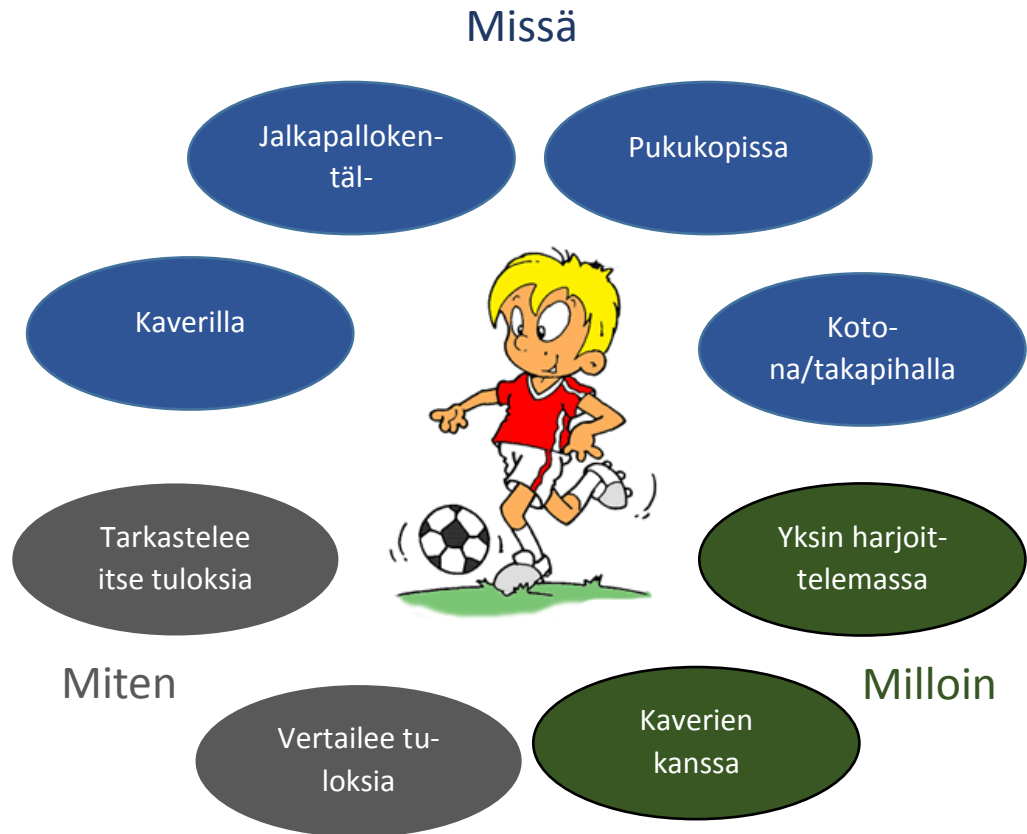 Missä
Jalkapalloken-
täl-
Pukukopissa
Kaverilla
Koto-
na/takapihalla
Tarkastelee
itse tuloksia
Yksin harjoit-
telemassa
Miten
Milloin
Vertailee tu-
loksia
Kaverien
kanssa